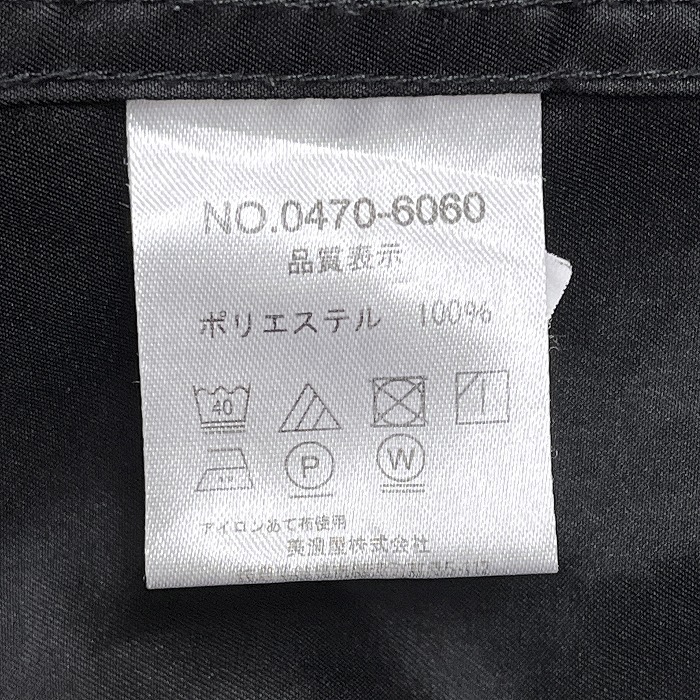 NO.0470-6060
品質表示
ポリエステル 100%
40
P W
アイロンあて布使用
美濃屋株式会社